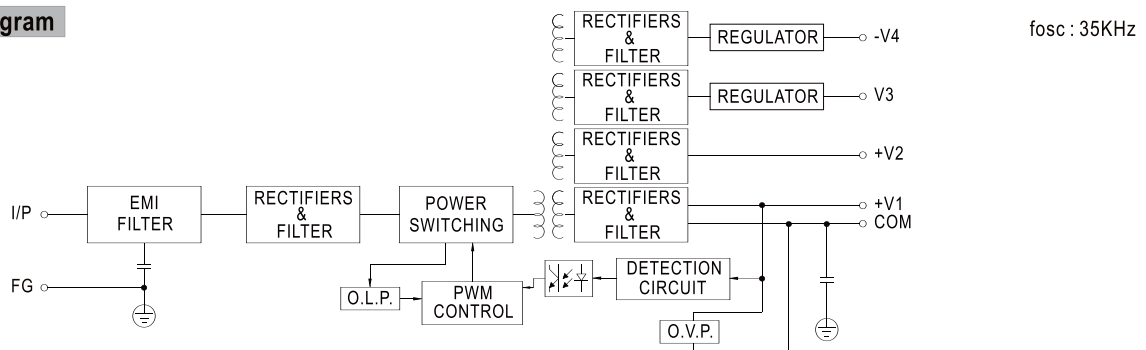 gram
fosc : 35KHz
RECTIFIERS
&
FILTER
REGULATOR
-V4
RECTIFIERS
&
FILTER
REGULATOR
V3
RECTIFIERS
&
FILTER
+V2
I/P
EMI
FILTER
RECTIFIERS
&
FILTER
POWER
SWITCHING
RECTIFIERS
&
FILTER
+V1
COM
FG
O.L.P.
PWM
CONTROL
DETECTION
CIRCUIT
O.V.P.